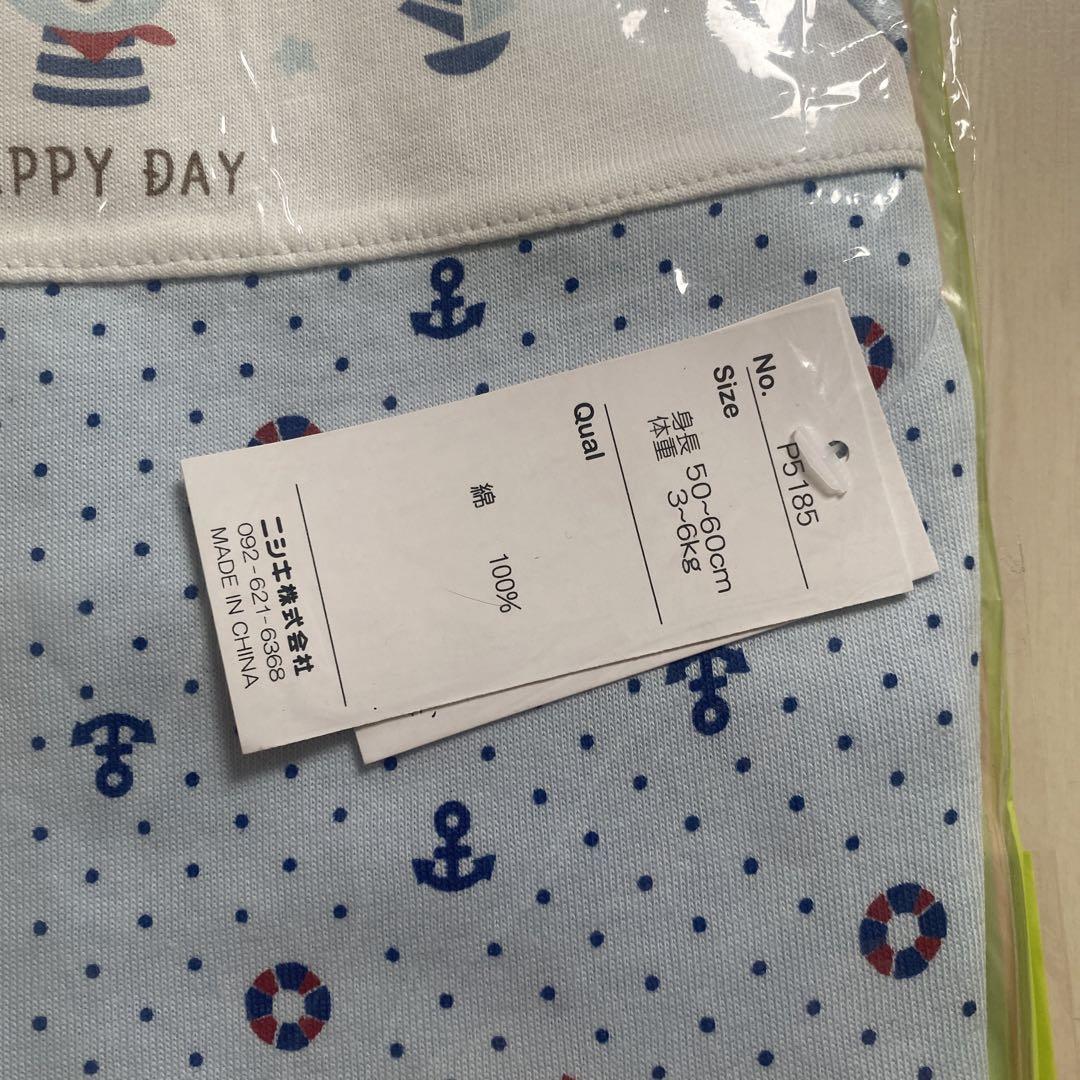 APPY DAY
No. P5185
Size
身長 50~60cm
体重 3~6kg
Qual
綿 100%
ニシキ株式会社
092-621-6368
MADE IN CHINA